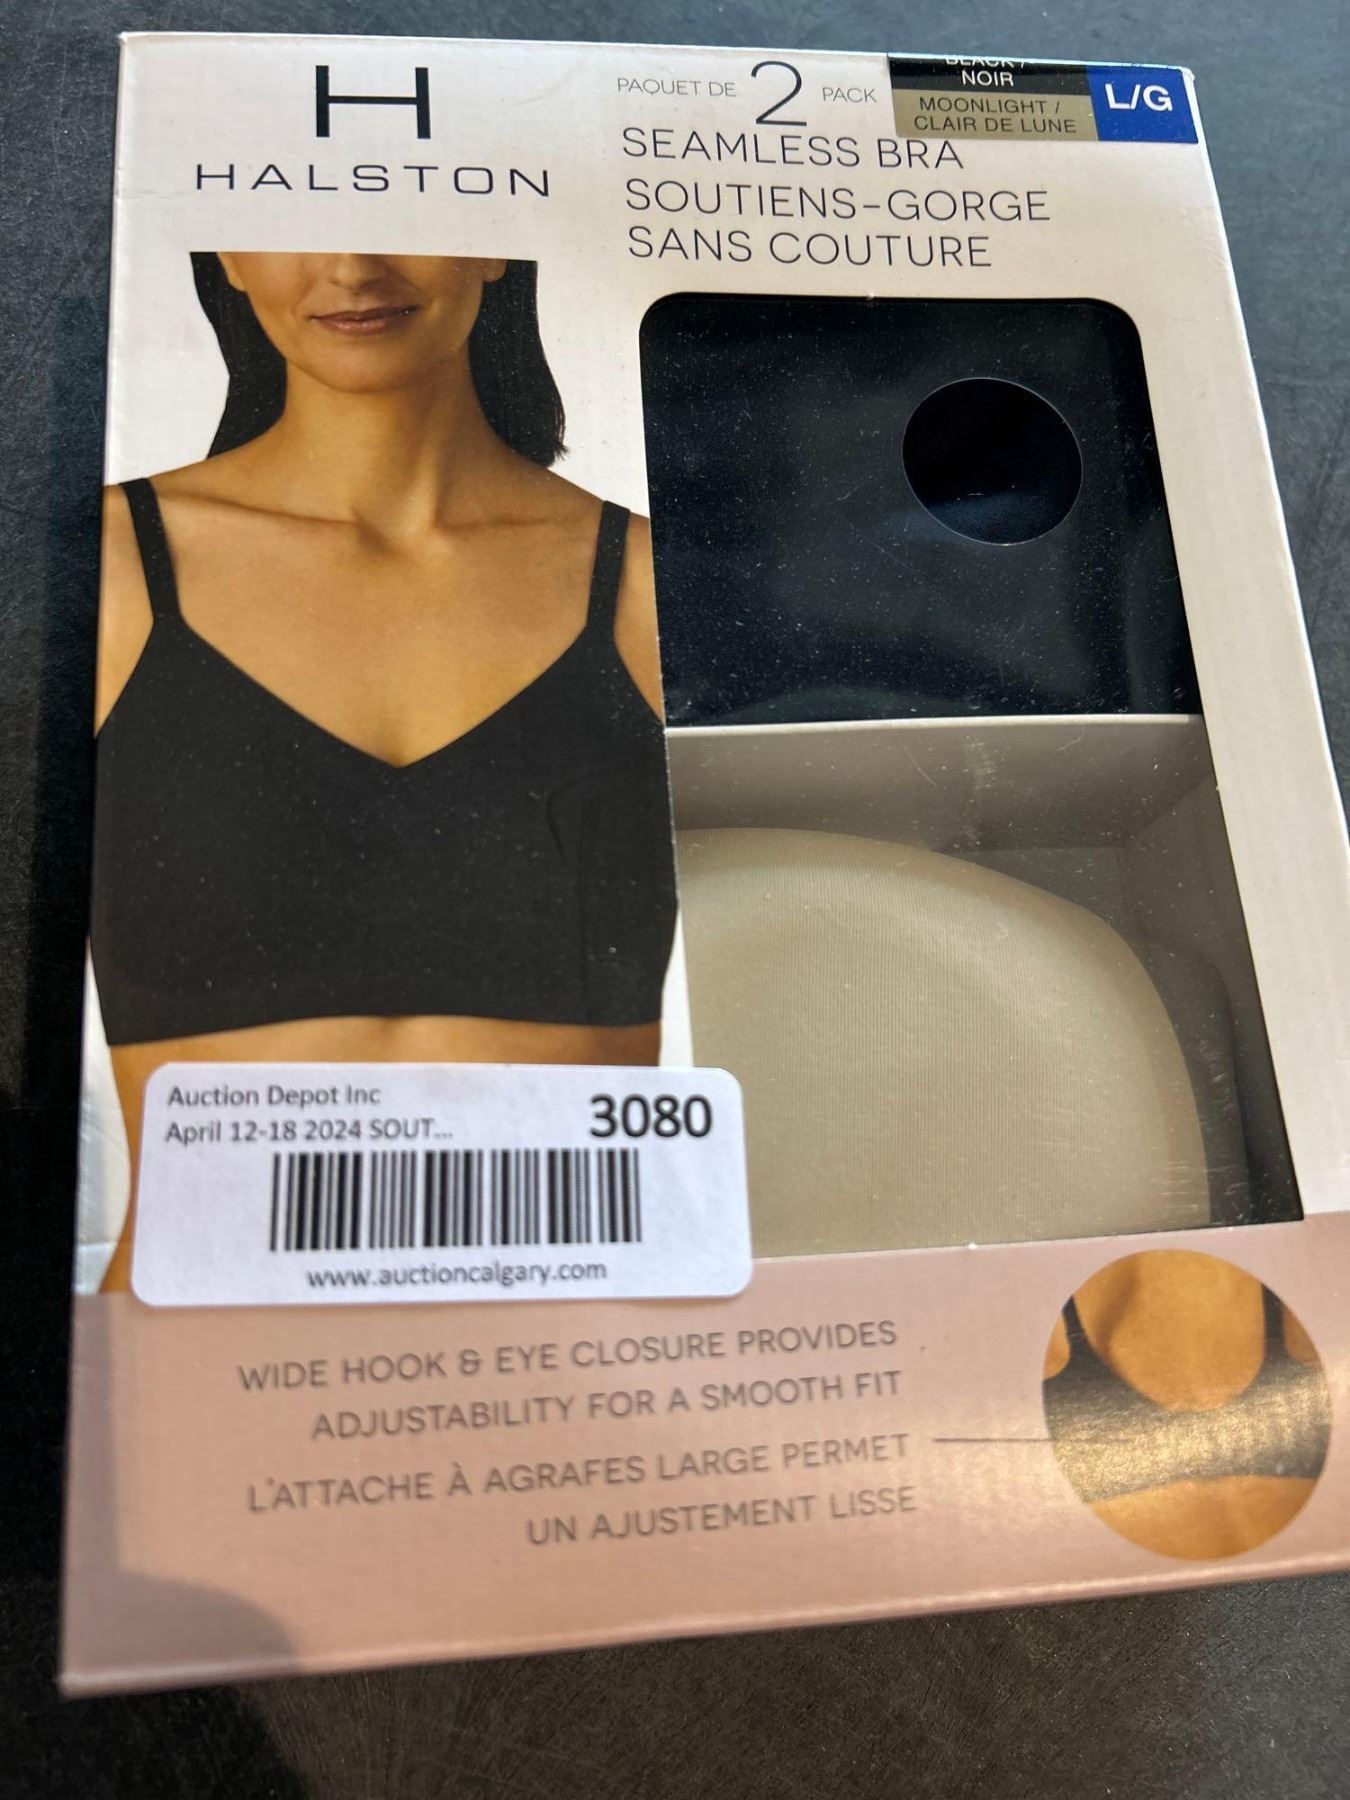 H
HALSTON
PAQUET DE 2 PACK
SEAMLESS BRA
SOUTIENS-GORGE
SANS COUTURE
BLACK /
NOIR
MOONLIGHT /
CLAIR DE LUNE
L/G
Auction Depot Inc
April 12-18 2024 SOUT...
3080
www.auctioncalgary.com
WIDE HOOK & EYE CLOSURE PROVIDES
ADJUSTABILITY FOR A SMOOTH FIT
L'ATTACHE À AGRAFES LARGE PERMET
UN AJUSTEMENT LISSE